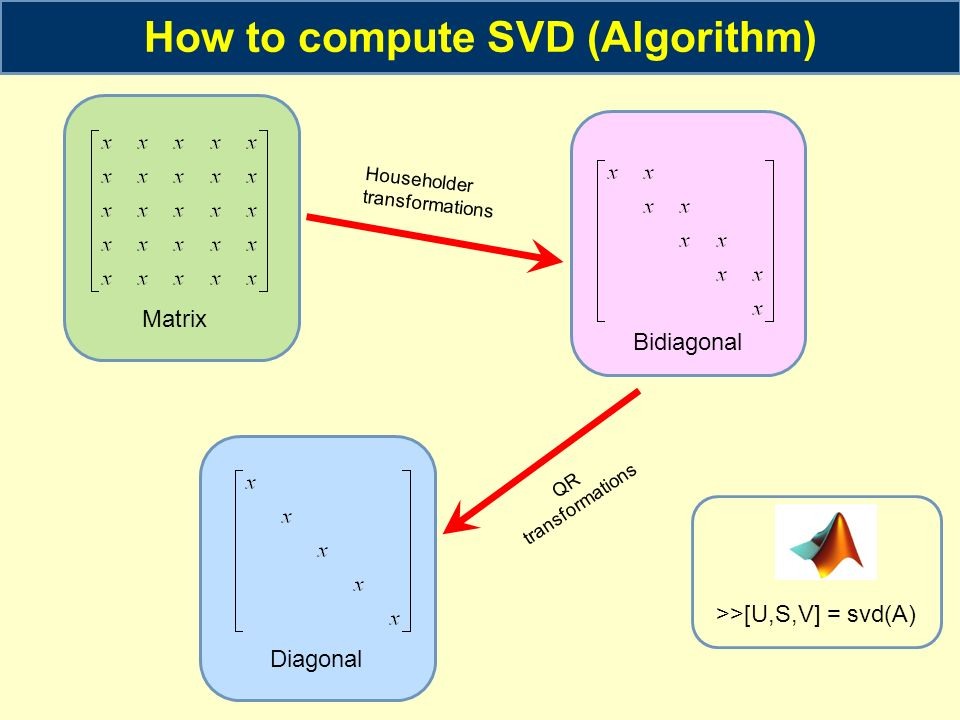 How to compute SVD (Algorithm)
x x x x x
x x x x x
x x x x x
x x x x x
x x x x x
Matrix
Householder
transformations
x x
x x
x x
x x
x
Bidiagonal
QR
transformations
x
x
x
x
x
Diagonal
>>[U,S,V] = svd(A)